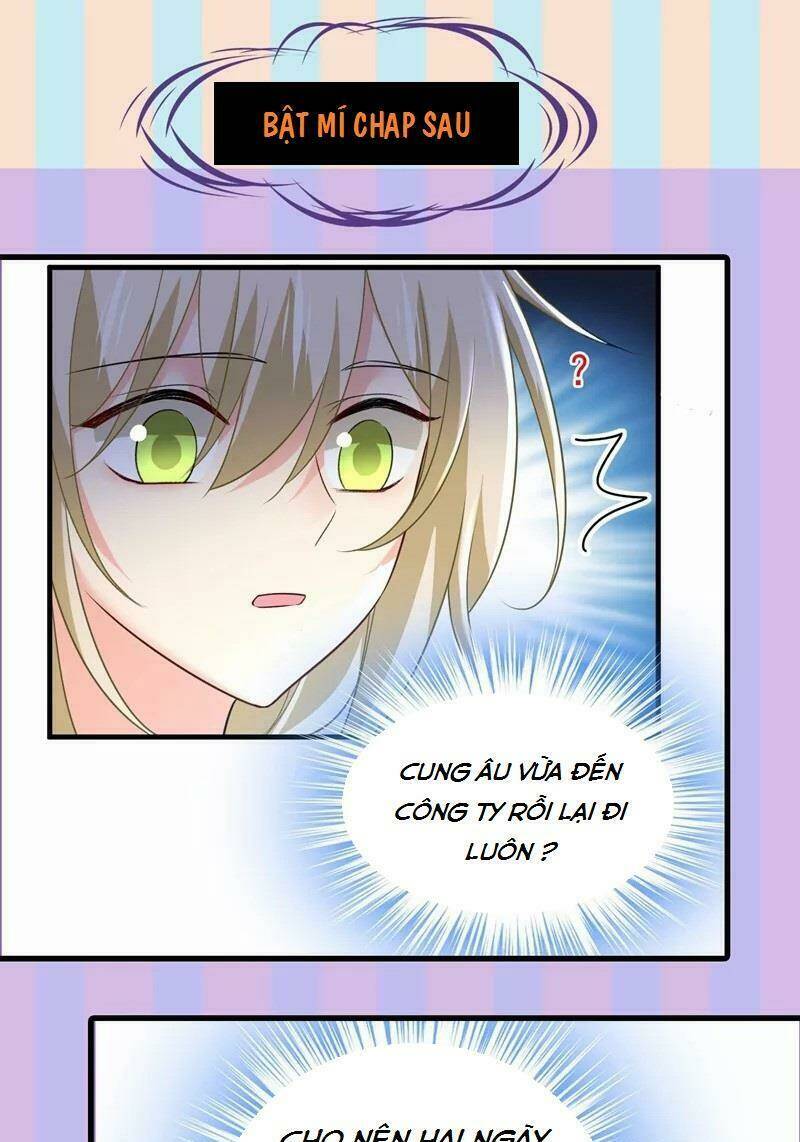 BẬT MÍ CHAP SAU
?
CUNG ÂU VỪA ĐẾN
CÔNG TY RỒI LẠI ĐI
LUÔN ?
CHO NÊN HAI NGÀY